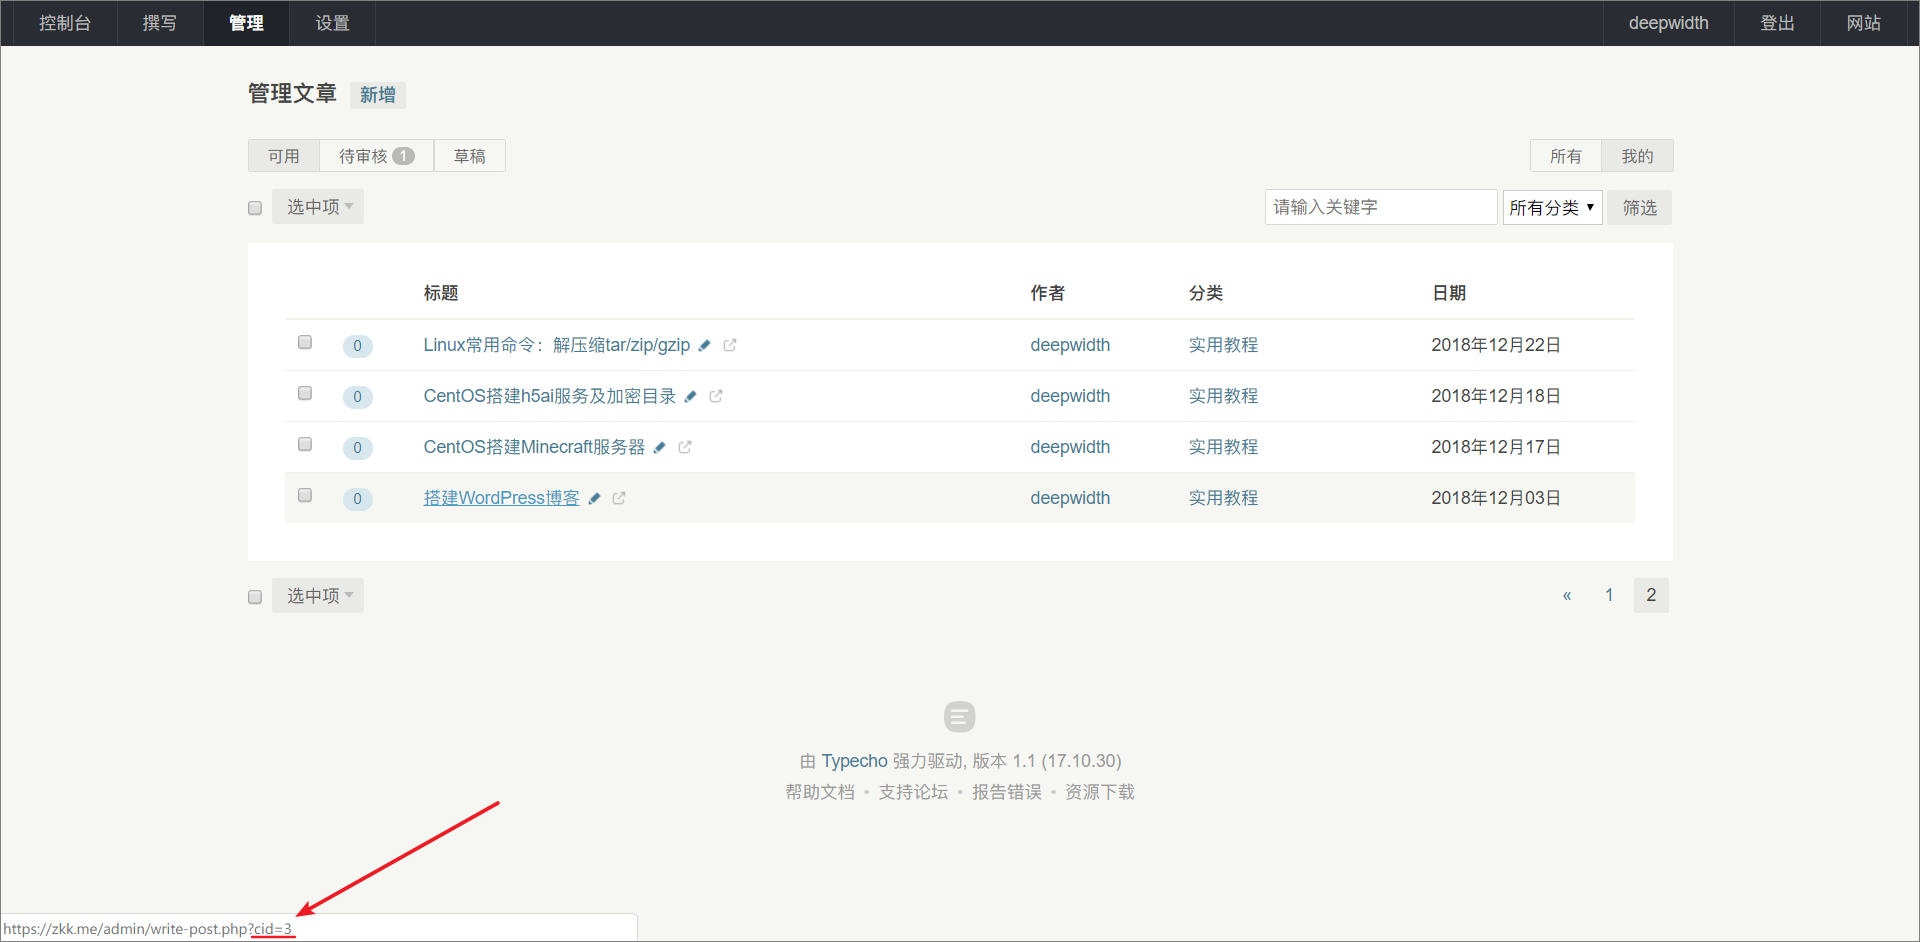 控制台 撰写 管理 设置 deepwidth 登出 网站
管理文章 新增
可用 待审核 1 草稿 所有 我的
选中项 请输入关键字 所有分类 筛选
标题 作者 分类 日期
0 Linux常用命令：解压缩tar/zip/gzip deepwidth 实用教程 2018年12月22日
0 CentOS搭建h5ai服务及加密目录 deepwidth 实用教程 2018年12月18日
0 CentOS搭建Minecraft服务器 deepwidth 实用教程 2018年12月17日
0 搭建WordPress博客 deepwidth 实用教程 2018年12月03日
选中项 « 1 2
由 Typecho 强力驱动, 版本 1.1 (17.10.30)
帮助文档 • 支持论坛 • 报告错误 • 资源下载
https://zkk.me/admin/write-post.php?cid=3